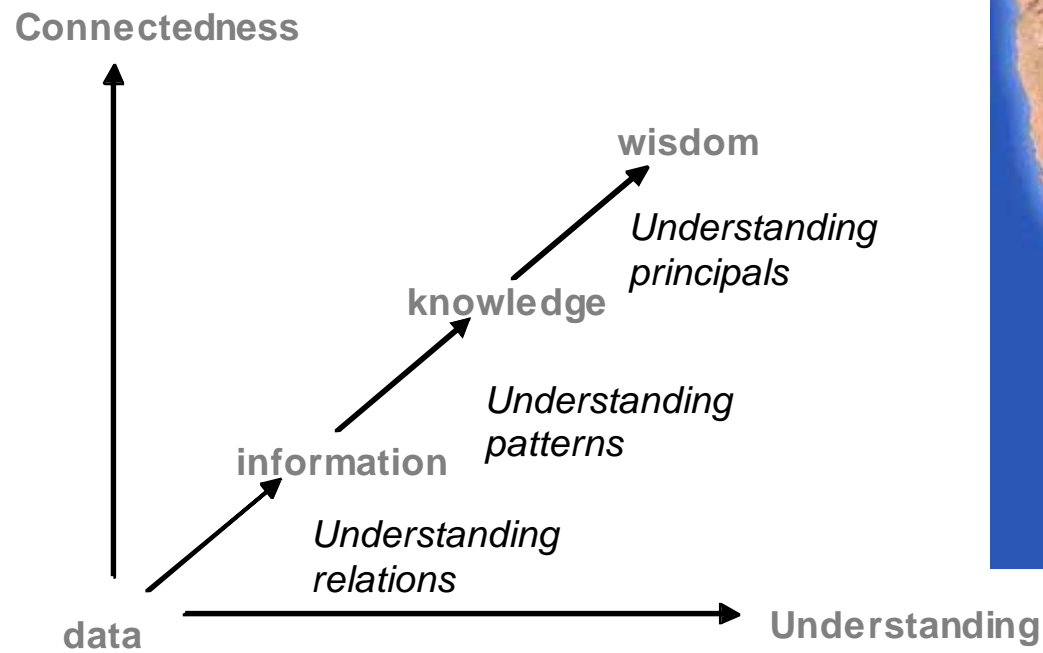 Connectedness
wisdom
Understanding
principals
knowledge
Understanding
patterns
information
Understanding
relations
data
Understanding